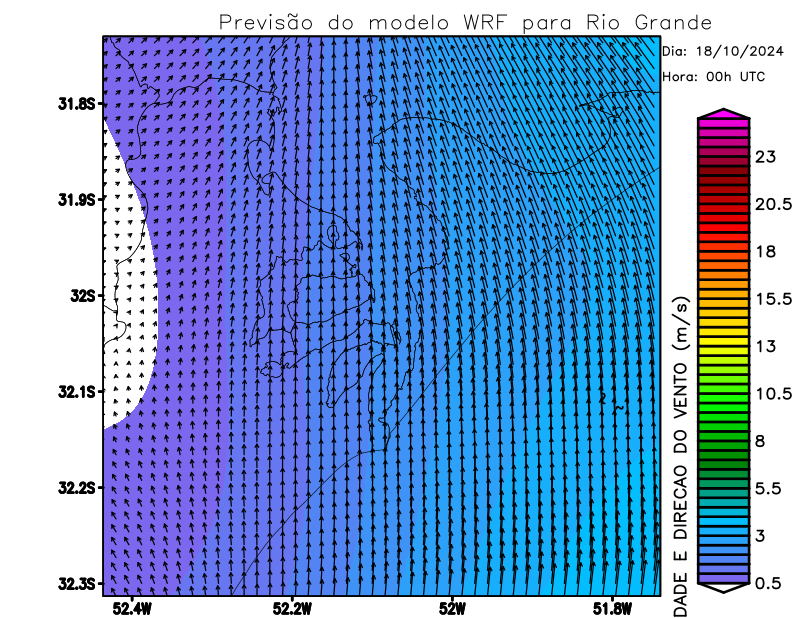 Previsão do modelo WRF para Rio Grande
Dia: 18/10/2024
Hora: 00h UTC
31.8S
31.9S
32S
32.1S
32.2S
32.3S
52.4W
52.2W
52W
51.8W
23
20.5
18
15.5
13
10.5
8
5.5
3
0.5
DADE E DIRECAO DO VENTO (m/s)